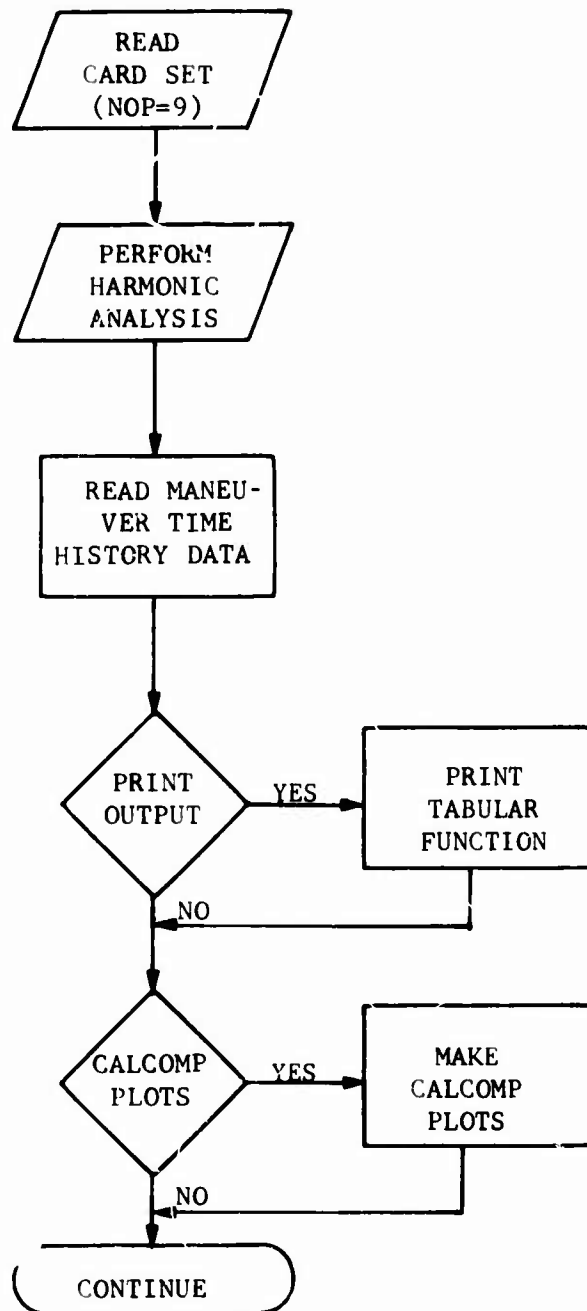 READ
CARD SET
(NOP=9)
PERFORM
HARMONIC
ANALYSIS
READ MANEU-
VER TIME
HISTORY DATA
PRINT
OUTPUT
YES
PRINT
TABULAR
FUNCTION
NO
CALCOMP
PLOTS
YES
MAKE
CALCOMP
PLOTS
NO
CONTINUE